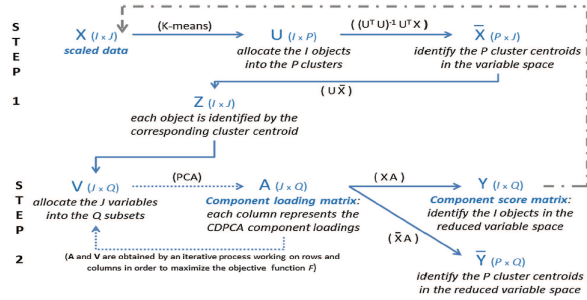 STEP 1
(K-means)
((UᵀU)⁻¹ UᵀX)
X (I x J)
U (I x P)
X̅ (P x J)
scaled data
allocate the I objects
into the P clusters
identify the P cluster centroids
in the variable space
(UX̅)
Z (I x J)
each object is identified by the
corresponding cluster centroid
STEP 2
(PCA)
(XA)
V (J x Q)
A (J x Q)
Y (I x Q)
allocate the J variables
into the Q subsets
Component loading matrix:
each column represents the
CDPCA component loadings
Component score matrix:
identify the I objects in the
reduced variable space
(X̅A)
(A and V are obtained by an iterative process working on rows and
columns in order to maximize the objective function F)
Y̅ (P x Q)
identify the P cluster centroids
in the reduced variable space